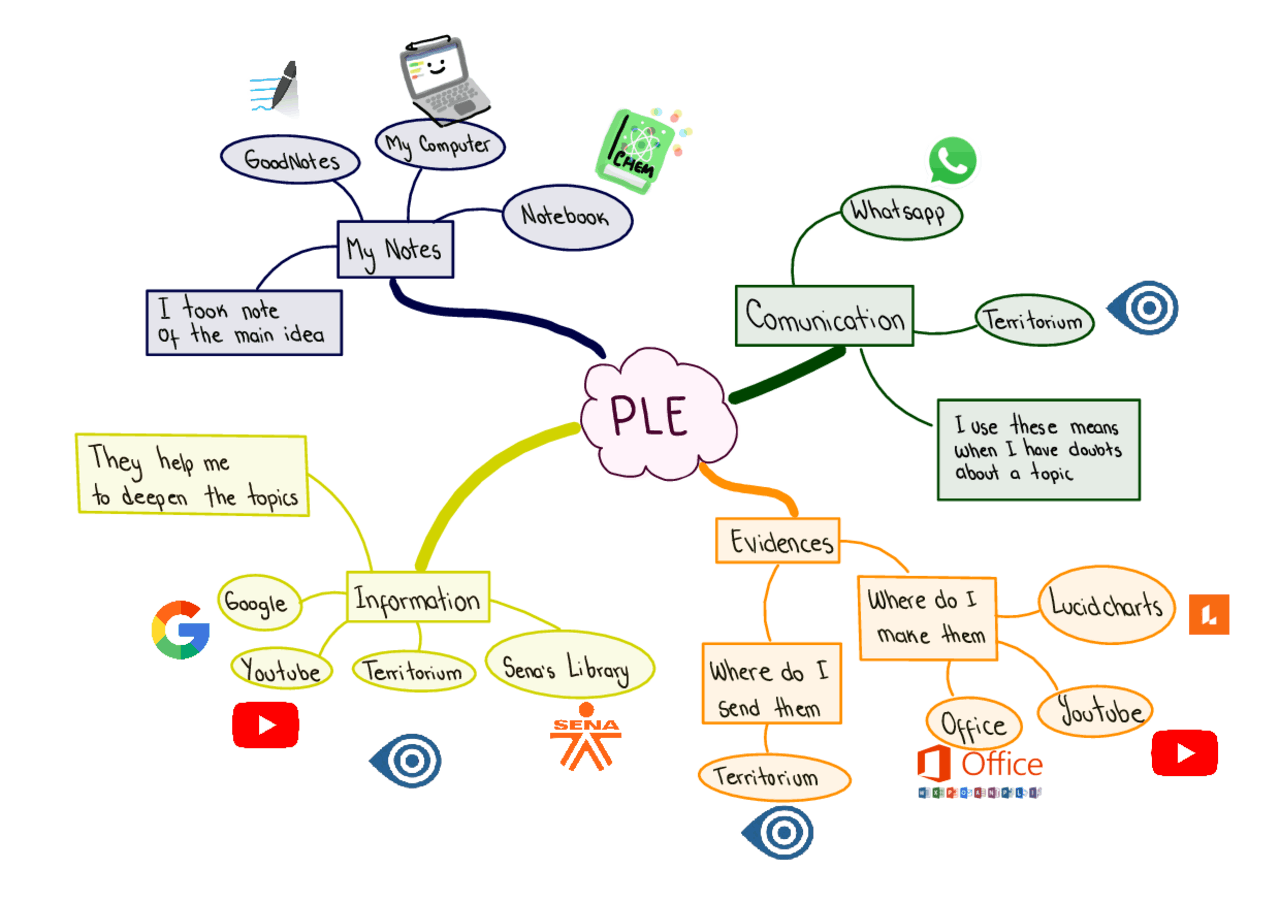 GoodNotes
My Computer
CHEM
Notebook
My Notes
I took note
of the main idea
Whatsapp
Comunication
Territorium
I use these means
when I have doubts
about a topic
PLE
They help me
to deepen the topics
Information
Google
Youtube
Territorium
Sena's Library
SENA
Evidences
Where do I
make them
Lucidcharts
Youtube
Office
Office
Where do I
send them
Territorium